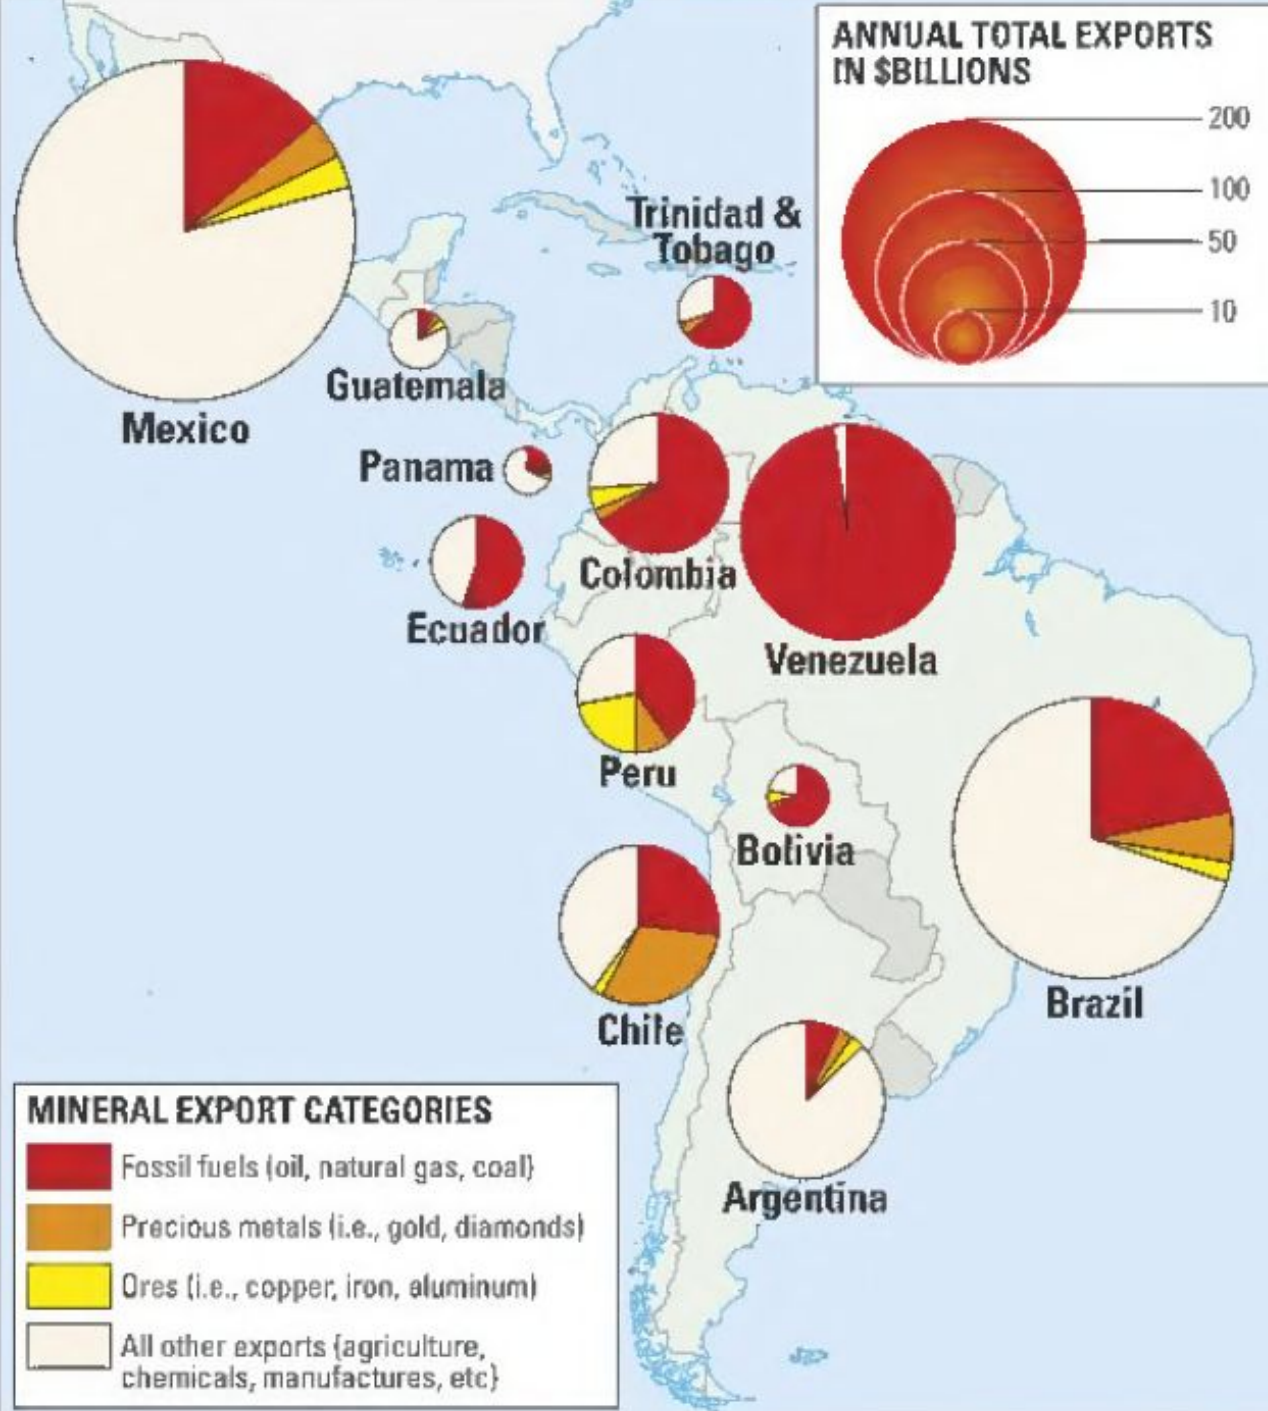 ANNUAL TOTAL EXPORTS
IN $BILLIONS
200
100
50
10
Trinidad &
Tobago
Mexico
Guatemala
Panama
Colombia
Ecuador
Venezuela
Peru
Bolivia
Chile
Brazil
Argentina
MINERAL EXPORT CATEGORIES
Fossil fuels (oil, natural gas, coal)
Precious metals (i.e., gold, diamonds)
Ores (i.e., copper, iron, aluminum)
All other exports (agriculture,
chemicals, manufactures, etc)